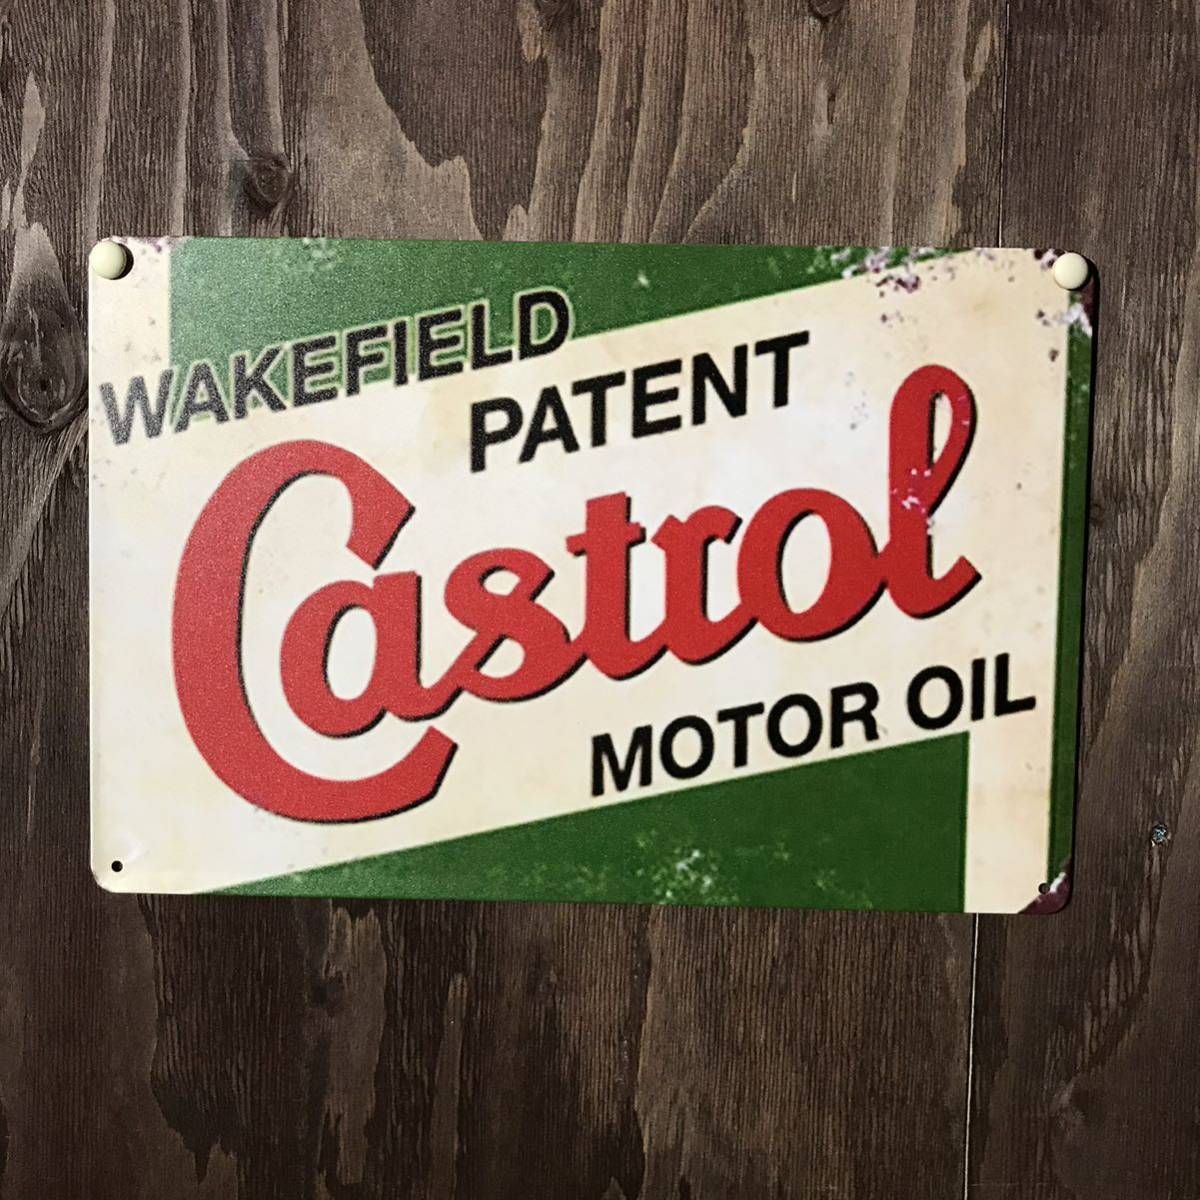 WAKEFIELD
PATENT
Castrol
MOTOR OIL